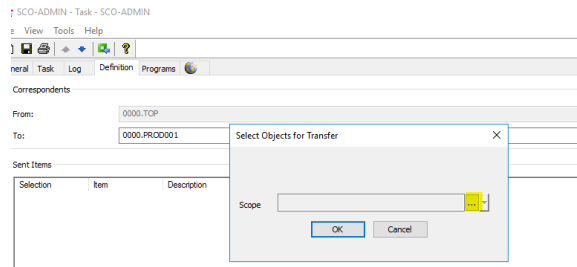 SCO-ADMIN - Task - SCO-ADMIN
View Tools Help
neral Task Log Definition Programs
Correspondents
From: 0000.TOP
To: 0000.PROD001
Select Objects for Transfer
Sent Items
Selection Item Description
Scope ...
OK Cancel